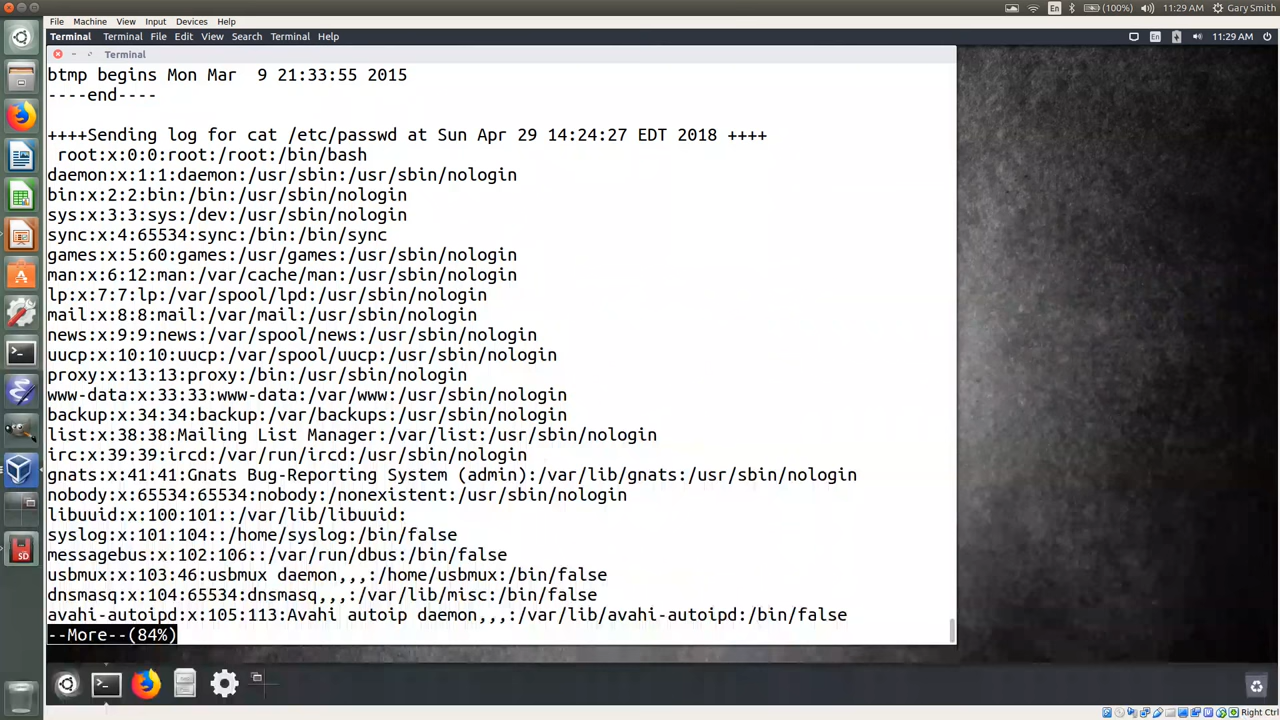 (100%) 11:29 AM Gary Smith
En
File Machine View Input Devices Help
Terminal Terminal File Edit View Search Terminal Help
En 11:29 AM
Terminal
btmp begins Mon Mar  9 21:33:55 2015
----end----
++++Sending log for cat /etc/passwd at Sun Apr 29 14:24:27 EDT 2018 ++++
root:x:0:0:root:/root:/bin/bash
daemon:x:1:1:daemon:/usr/sbin:/usr/sbin/nologin
bin:x:2:2:bin:/bin:/usr/sbin/nologin
sys:x:3:3:sys:/dev:/usr/sbin/nologin
sync:x:4:65534:sync:/bin:/bin/sync
games:x:5:60:games:/usr/games:/usr/sbin/nologin
man:x:6:12:man:/var/cache/man:/usr/sbin/nologin
lp:x:7:7:lp:/var/spool/lpd:/usr/sbin/nologin
mail:x:8:8:mail:/var/mail:/usr/sbin/nologin
news:x:9:9:news:/var/spool/news:/usr/sbin/nologin
uucp:x:10:10:uucp:/var/spool/uucp:/usr/sbin/nologin
proxy:x:13:13:proxy:/bin:/usr/sbin/nologin
www-data:x:33:33:www-data:/var/www:/usr/sbin/nologin
backup:x:34:34:backup:/var/backups:/usr/sbin/nologin
list:x:38:38:Mailing List Manager:/var/list:/usr/sbin/nologin
irc:x:39:39:ircd:/var/run/ircd:/usr/sbin/nologin
gnats:x:41:41:Gnats Bug-Reporting System (admin):/var/lib/gnats:/usr/sbin/nologin
nobody:x:65534:65534:nobody:/nonexistent:/usr/sbin/nologin
libuuid:x:100:101::/var/lib/libuuid:
syslog:x:101:104::/home/syslog:/bin/false
messagebus:x:102:106::/var/run/dbus:/bin/false
usbmux:x:103:46:usbmux daemon,,,:/home/usbmux:/bin/false
dnsmasq:x:104:65534:dnsmasq,,,:/var/lib/misc:/bin/false
avahi-autoipd:x:105:113:Avahi autoip daemon,,,:/var/lib/avahi-autoipd:/bin/false
--More--(84%)
SD
Right Ctrl